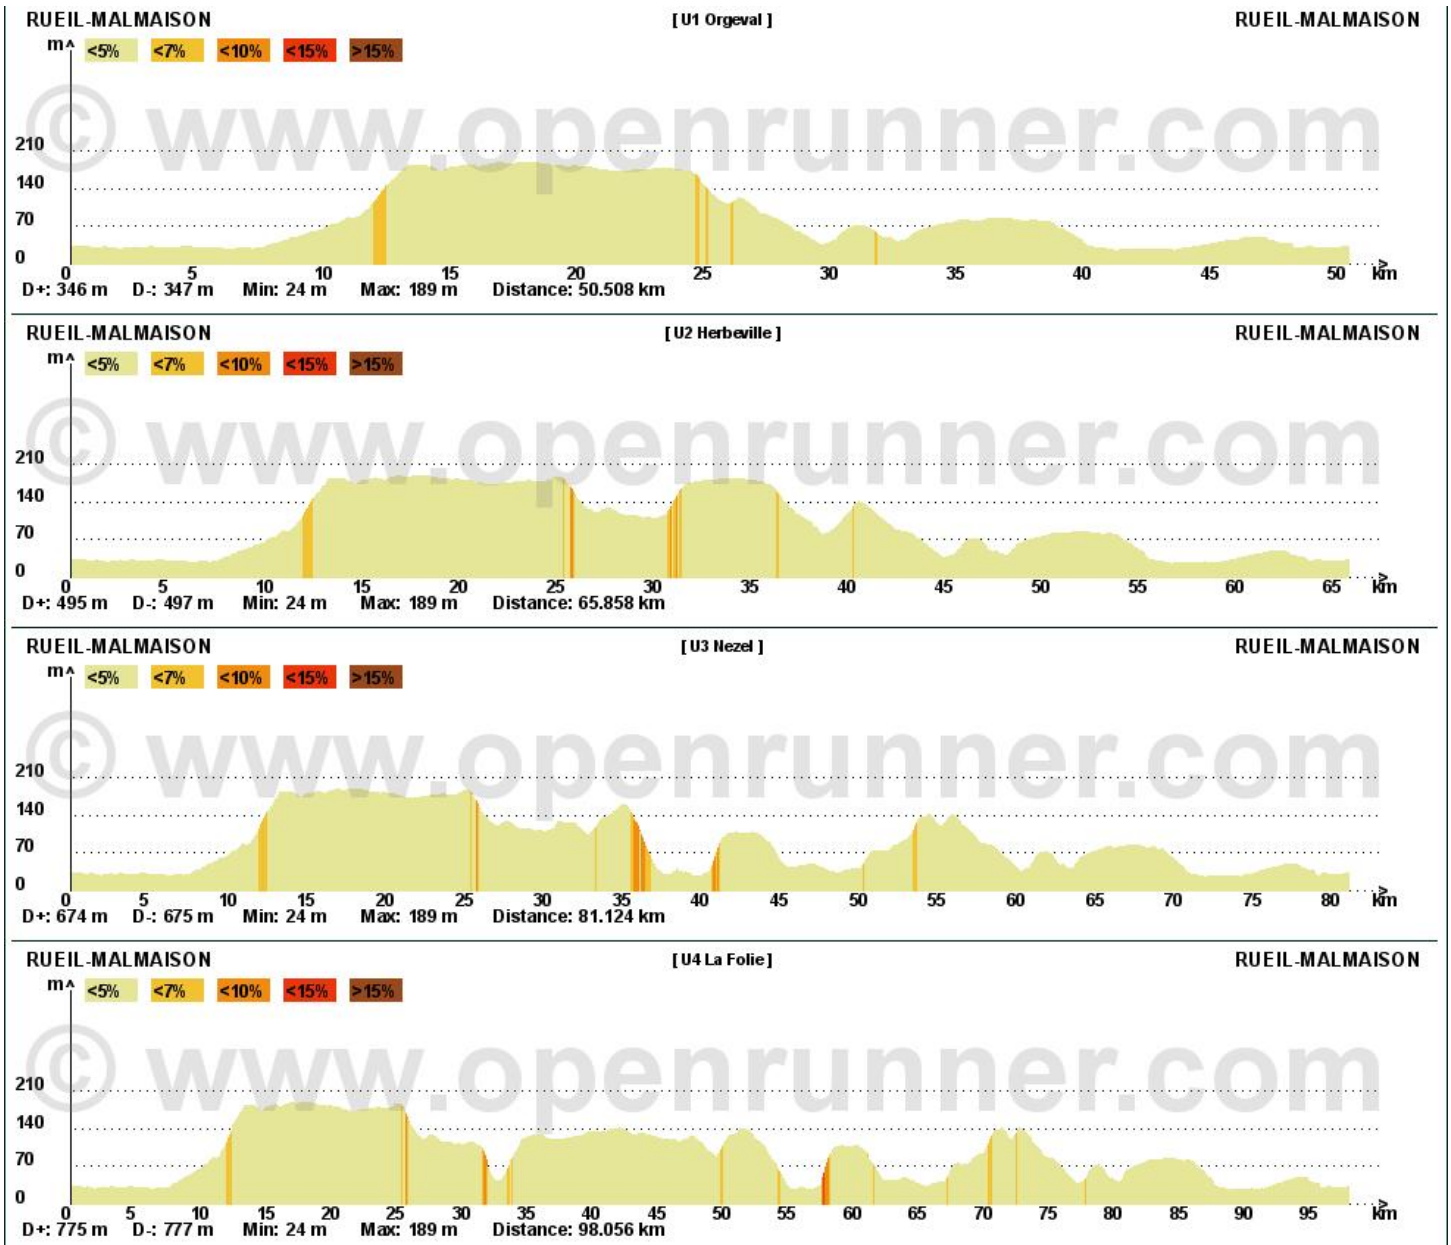 RUEIL-MALMAISON [ U1 Orgeval ] RUEIL-MALMAISON
m <5% <7% <10% <15% >15%
© www.openrunner.com
210
140
70
0
0 5 10 15 20 25 30 35 40 45 50 km
D+: 346 m D-: 347 m Min: 24 m Max: 189 m Distance: 50.508 km
RUEIL-MALMAISON [ U2 Herbeville ] RUEIL-MALMAISON
m <5% <7% <10% <15% >15%
© www.openrunner.com
210
140
70
0
0 5 10 15 20 25 30 35 40 45 50 55 60 65 km
D+: 495 m D-: 497 m Min: 24 m Max: 189 m Distance: 65.858 km
RUEIL-MALMAISON [ U3 Nezel ] RUEIL-MALMAISON
m <5% <7% <10% <15% >15%
© www.openrunner.com
210
140
70
0
0 5 10 15 20 25 30 35 40 45 50 55 60 65 70 75 80 km
D+: 674 m D-: 675 m Min: 24 m Max: 189 m Distance: 81.124 km
RUEIL-MALMAISON [ U4 La Folie ] RUEIL-MALMAISON
m <5% <7% <10% <15% >15%
© www.openrunner.com
210
140
70
0
0 5 10 15 20 25 30 35 40 45 50 55 60 65 70 75 80 85 90 95 km
D+: 775 m D-: 777 m Min: 24 m Max: 189 m Distance: 98.056 km